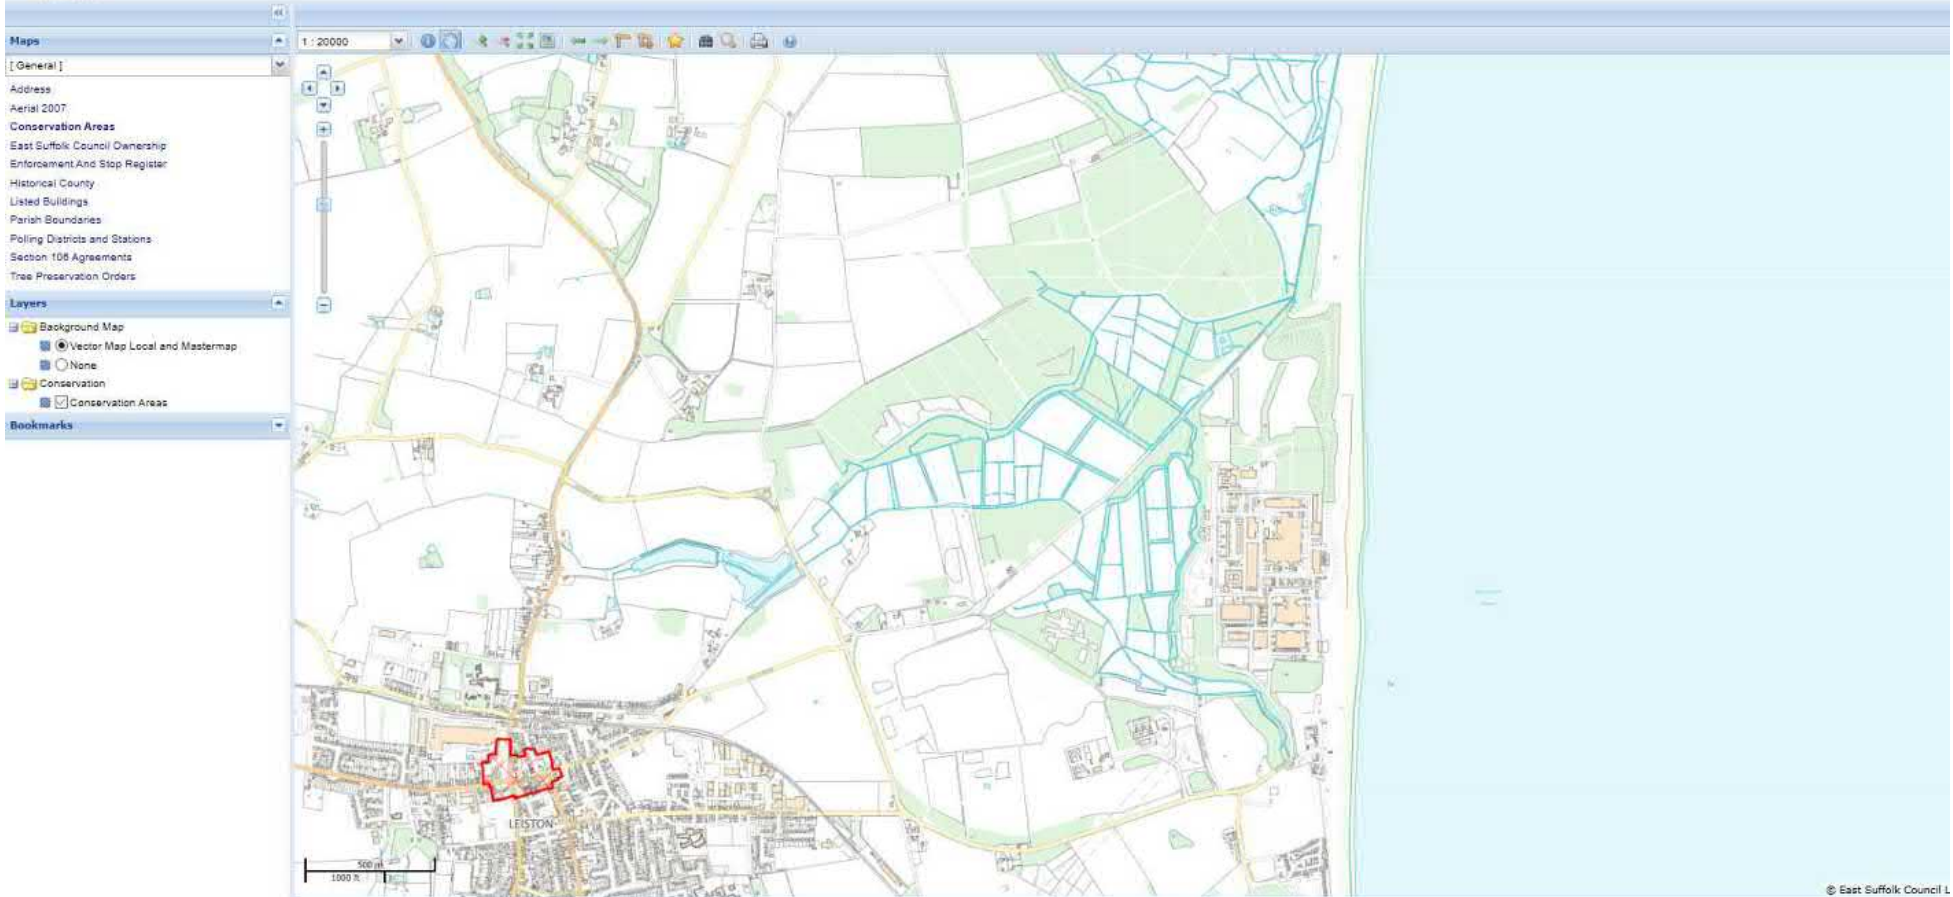 Maps
[ General ]
Address
Aerial 2007
Conservation Areas
East Suffolk Council Ownership
Enforcement And Stop Register
Historical County
Listed Buildings
Parish Boundaries
Polling Districts and Stations
Section 106 Agreements
Tree Preservation Orders
Layers
Background Map
Vector Map Local and Mastermap
None
Conservation
Conservation Areas
Bookmarks
1 : 20000
LEISTON
500 m
1000 ft
© East Suffolk Council L